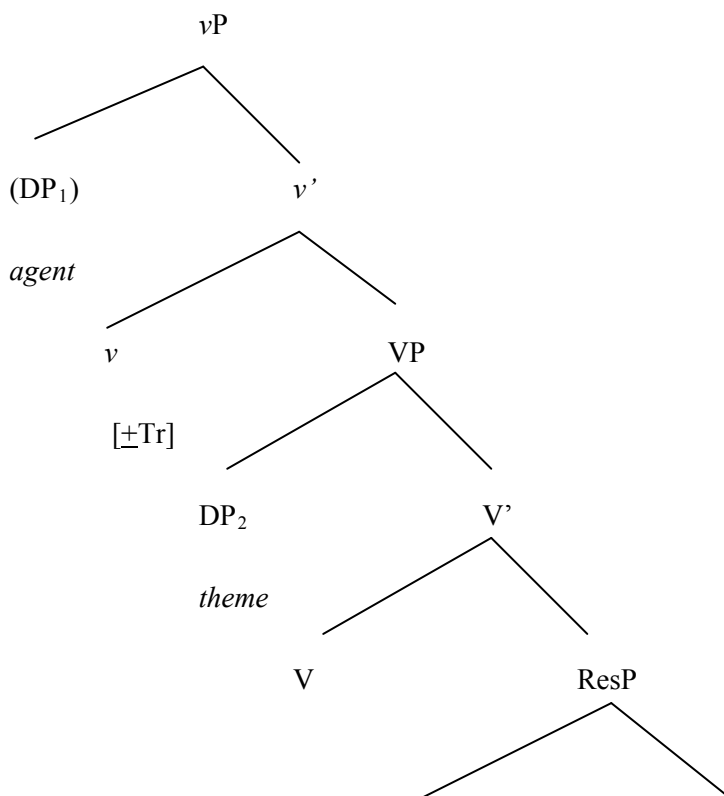 vP
(DP₁) v’
agent
v VP
[±Tr]
DP₂ V’
theme
V ResP